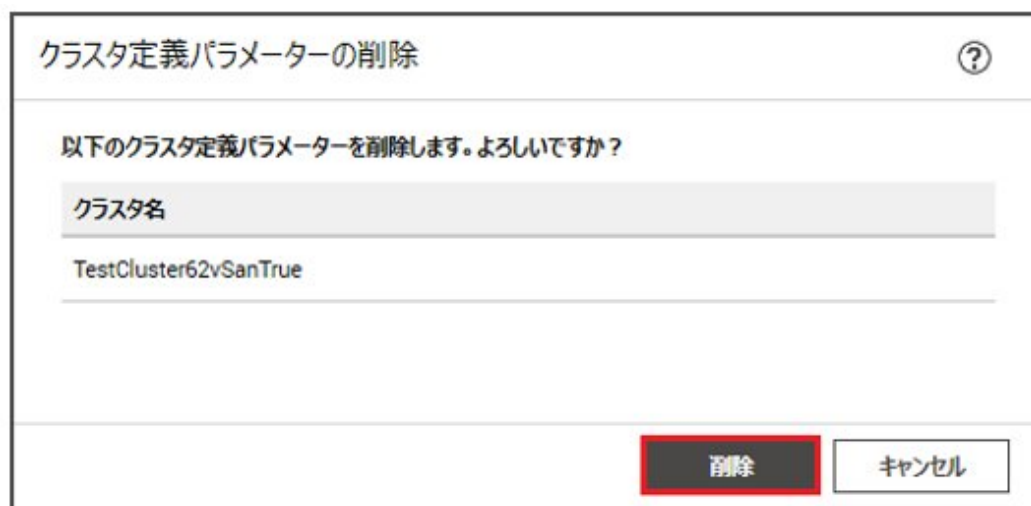 クラスタ定義パラメーターの削除
?
以下のクラスタ定義パラメーターを削除します。よろしいですか？
クラスタ名
TestCluster62vSanTrue
削除 キャンセル